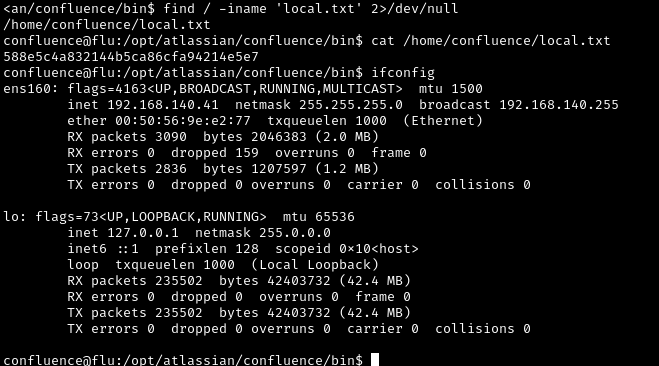 <an/confluence/bin$ find / -iname 'local.txt' 2>/dev/null
/home/confluence/local.txt
confluence@flu:/opt/atlassian/confluence/bin$ cat /home/confluence/local.txt
588e5c4a832144b5ca86cfa94214e5e7
confluence@flu:/opt/atlassian/confluence/bin$ ifconfig
ens160: flags=4163<UP,BROADCAST,RUNNING,MULTICAST>  mtu 1500
        inet 192.168.140.41  netmask 255.255.255.0  broadcast 192.168.140.255
        ether 00:50:56:9e:e2:77  txqueuelen 1000  (Ethernet)
        RX packets 3090  bytes 2046383 (2.0 MB)
        RX errors 0  dropped 159  overruns 0  frame 0
        TX packets 2836  bytes 1207597 (1.2 MB)
        TX errors 0  dropped 0 overruns 0  carrier 0  collisions 0

lo: flags=73<UP,LOOPBACK,RUNNING>  mtu 65536
        inet 127.0.0.1  netmask 255.0.0.0
        inet6 ::1  prefixlen 128  scopeid 0×10<host>
        loop  txqueuelen 1000  (Local Loopback)
        RX packets 235502  bytes 42403732 (42.4 MB)
        RX errors 0  dropped 0  overruns 0  frame 0
        TX packets 235502  bytes 42403732 (42.4 MB)
        TX errors 0  dropped 0 overruns 0  carrier 0  collisions 0

confluence@flu:/opt/atlassian/confluence/bin$